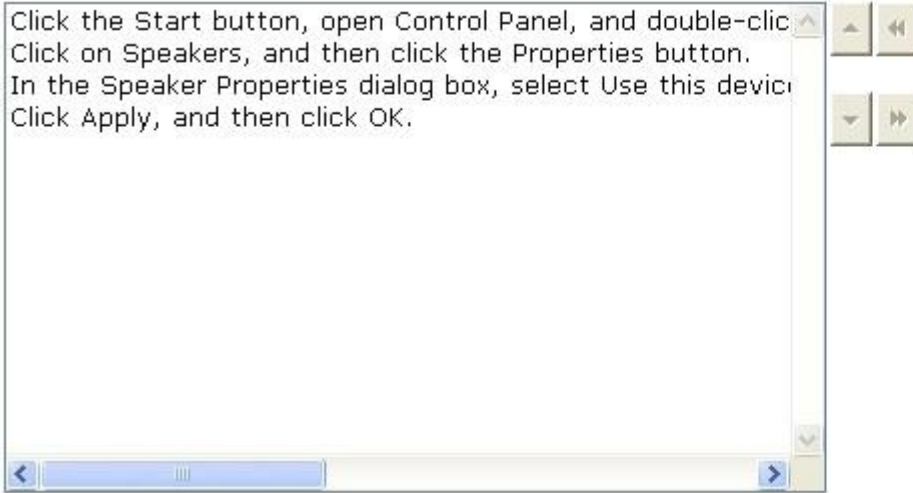 Click the Start button, open Control Panel, and double-clic
Click on Speakers, and then click the Properties button.
In the Speaker Properties dialog box, select Use this device
Click Apply, and then click OK.